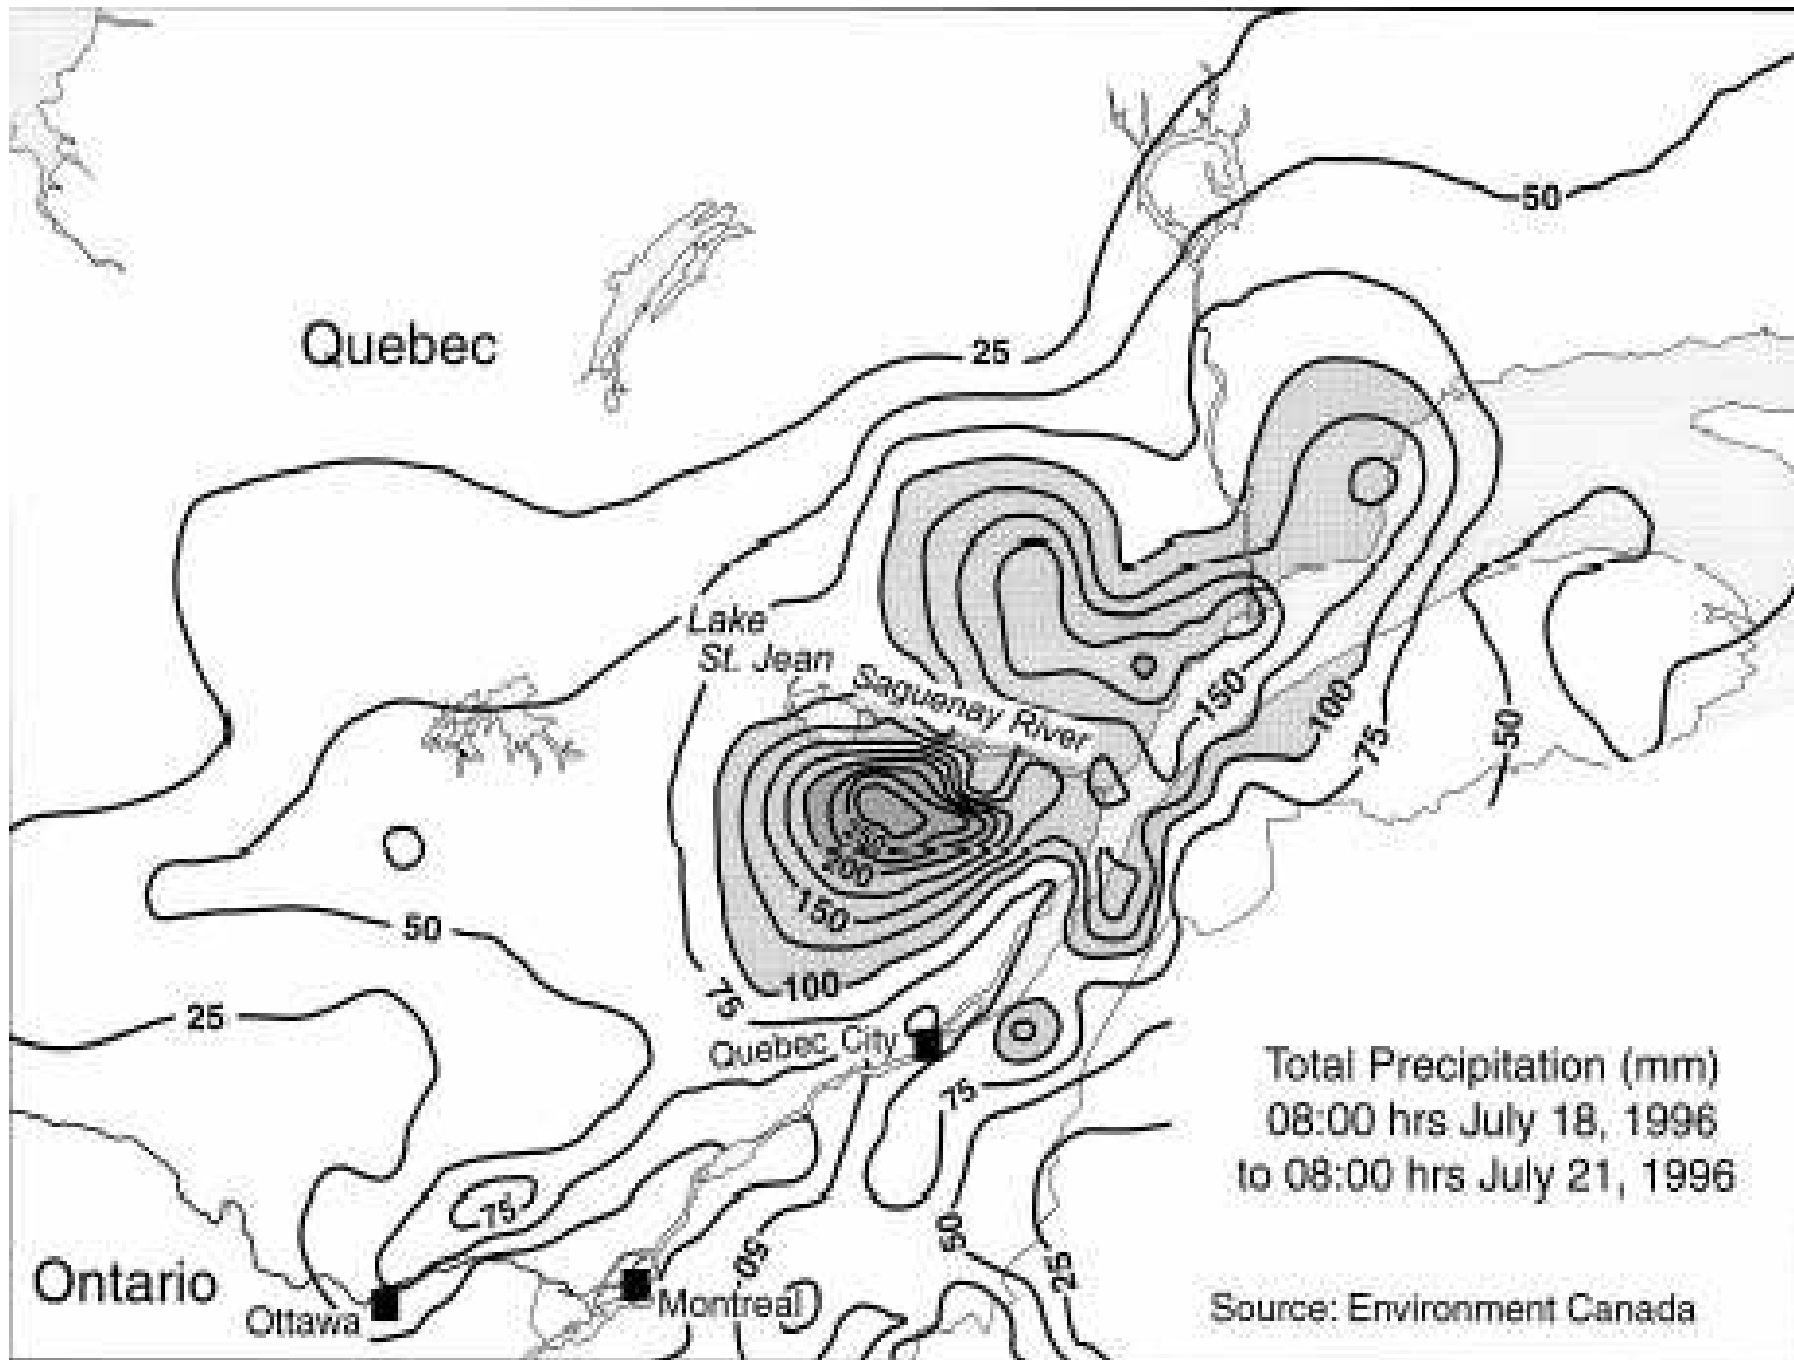 50
25
Quebec
Lake
St. Jean
Saguenay River
150
100
75
50
200
150
50
100
75
25
Quebec City
75
Total Precipitation (mm)
08:00 hrs July 18, 1996
to 08:00 hrs July 21, 1996
75
50
50
25
Ontario
Ottawa
Montreal
Source: Environment Canada